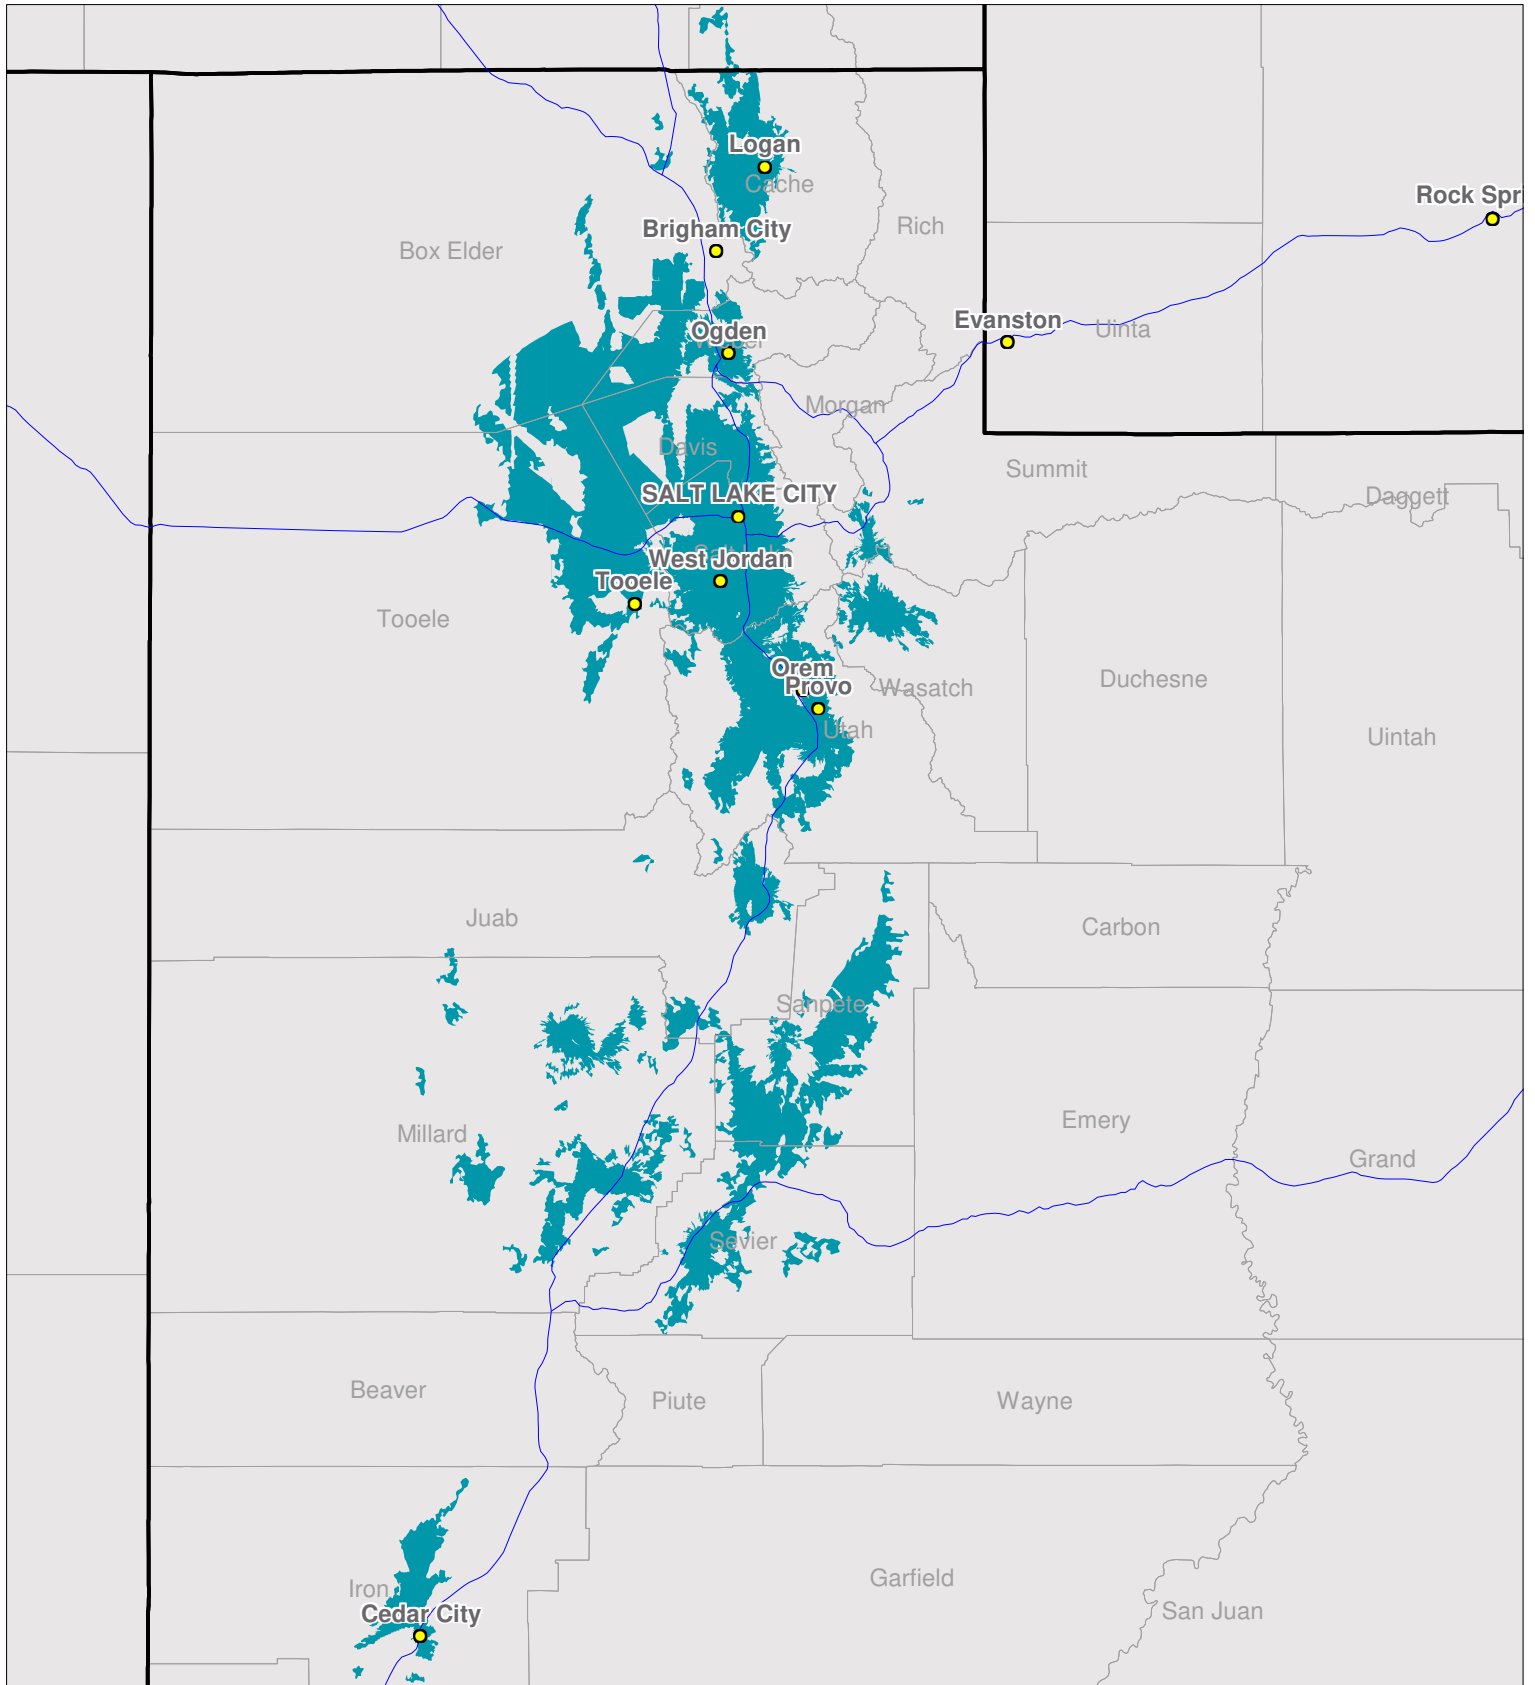 Logan
Cache
Rock Spri
Rich
Brigham City
Box Elder
Evanston
Uinta
Ogden
Morgan
Davis
Summit
SALT LAKE CITY
Daggett
West Jordan
Tooele
Tooele
Orem
Provo
Wasatch
Duchesne
Utah
Uintah
Juab
Carbon
Sanpete
Emery
Millard
Grand
Sevier
Beaver
Piute
Wayne
Garfield
Iron
San Juan
Cedar City